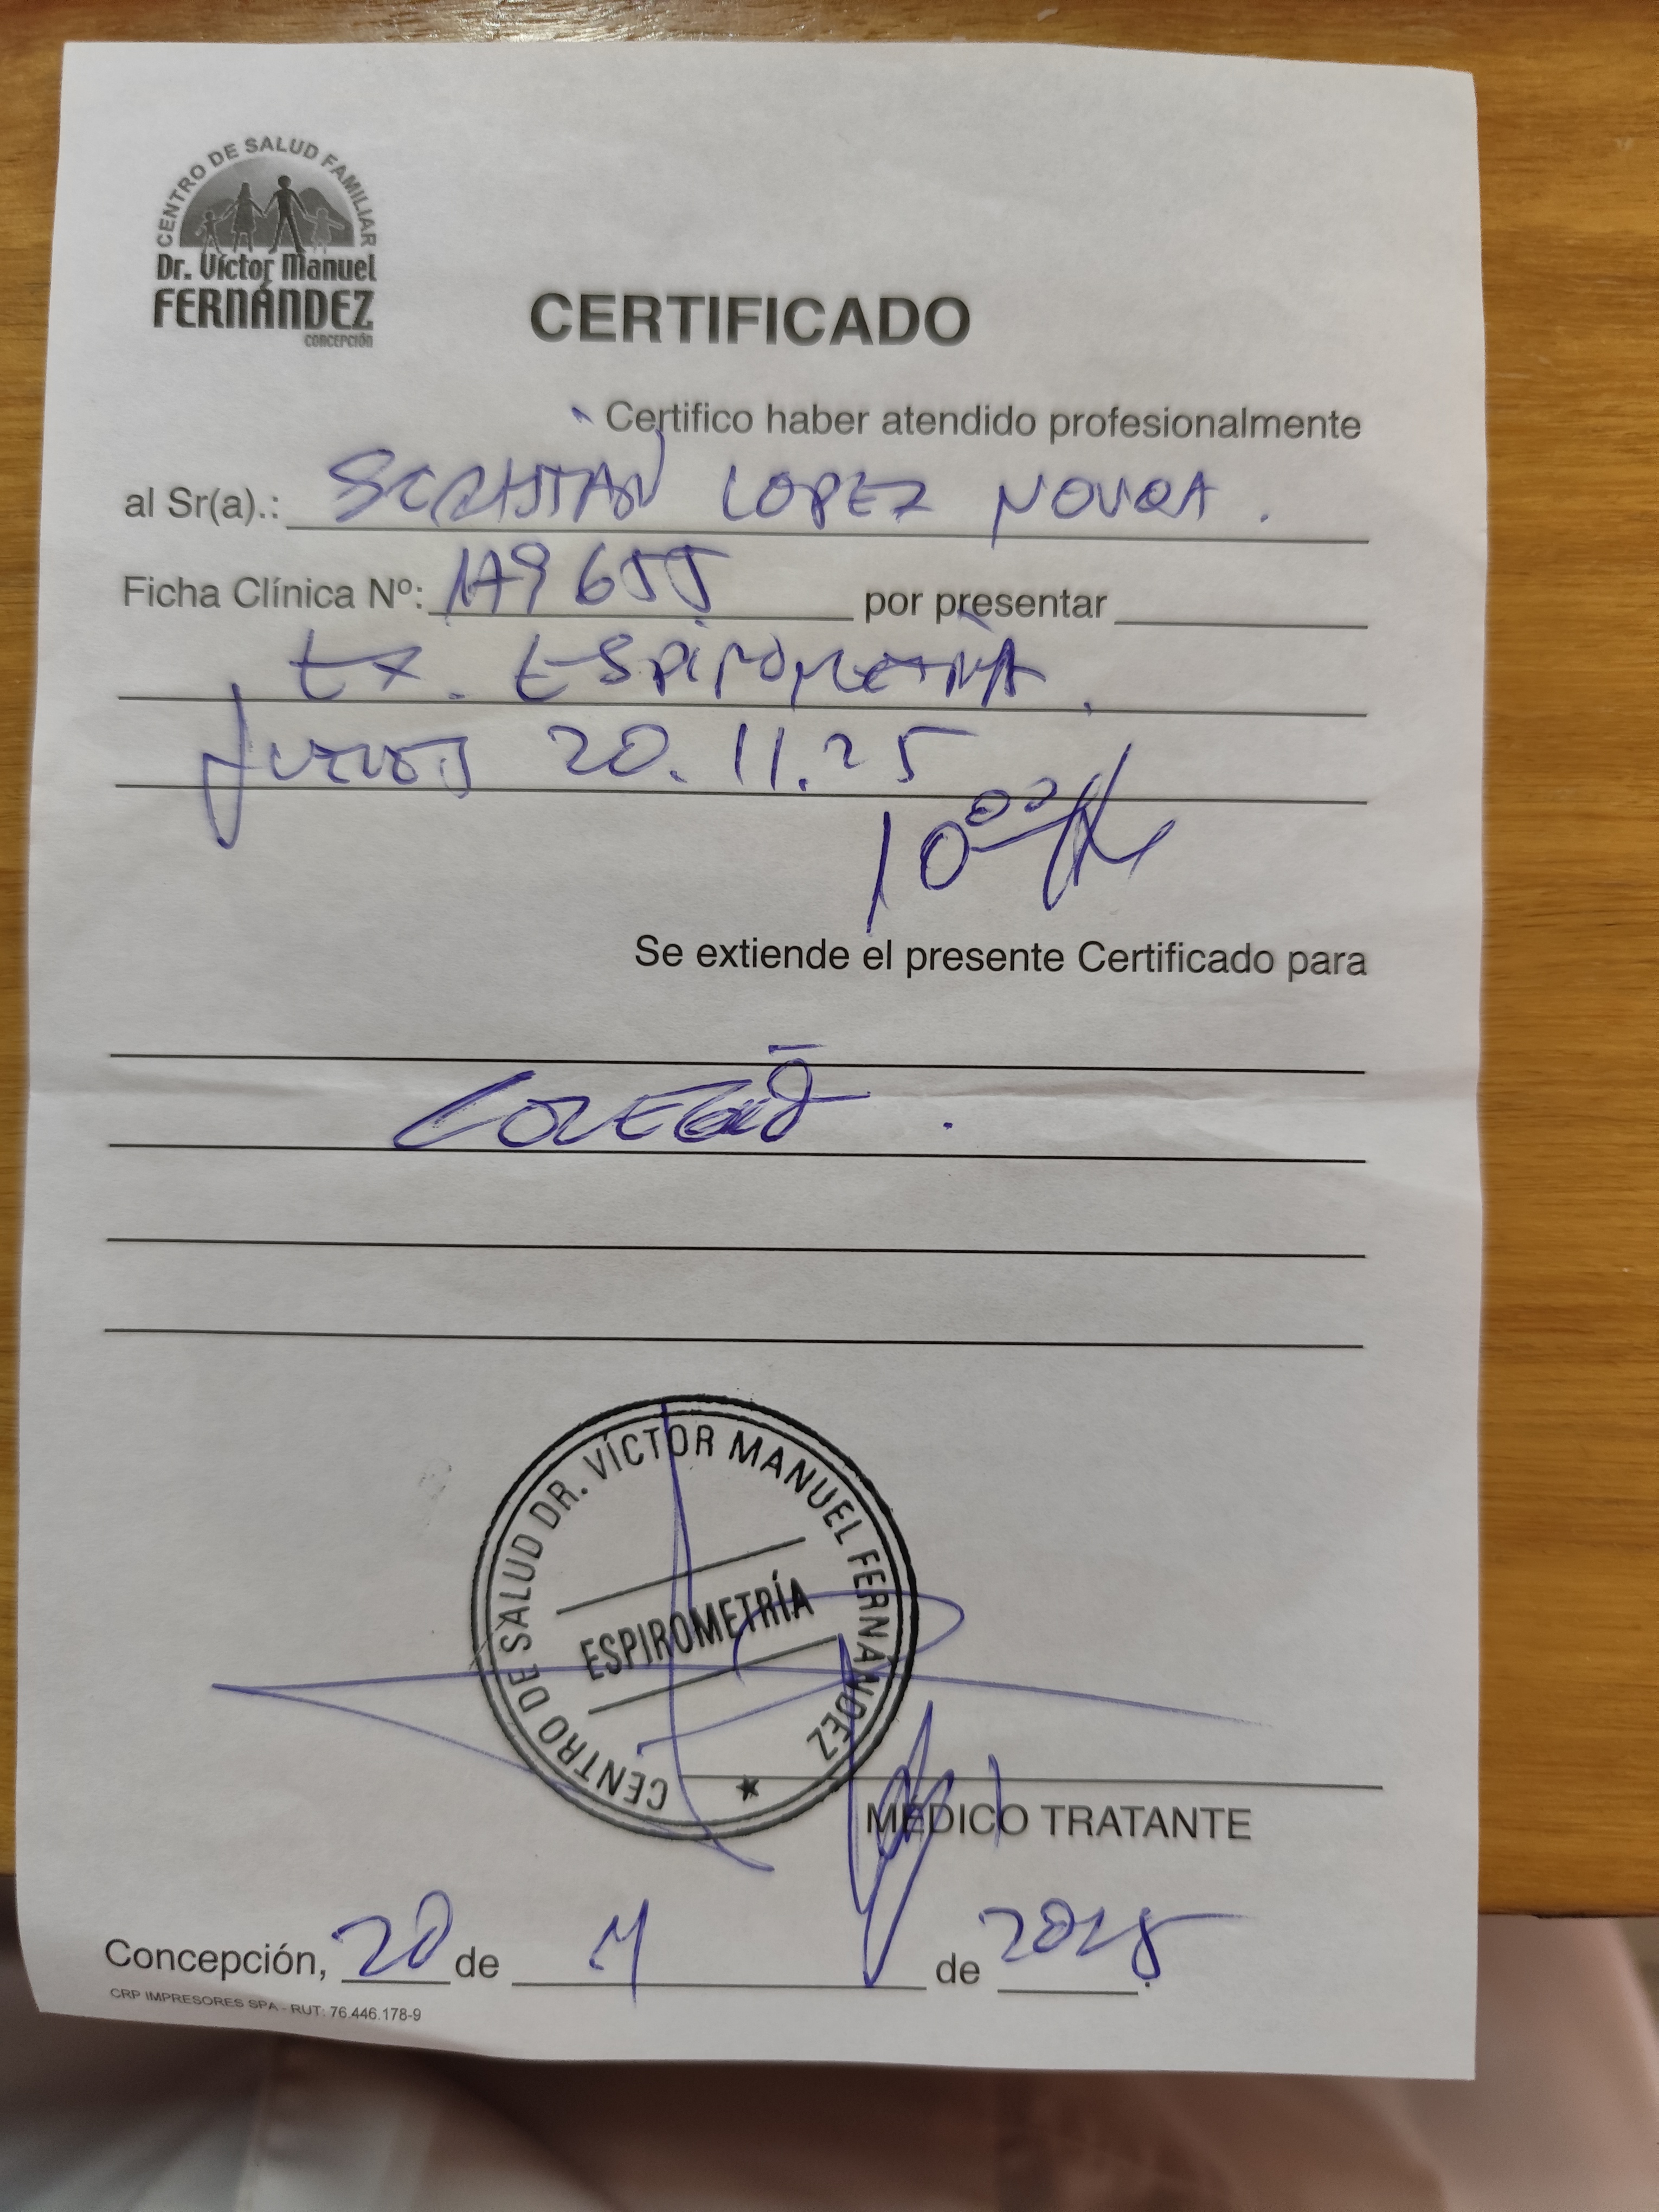 CENTRO DE SALUD FAMILIAR
Dr. Víctor Manuel
FERNÁNDEZ
CONCEPCIÓN
CERTIFICADO
Certifico haber atendido profesionalmente
al Sr(a).: SEBASTIAN LOPEZ
Ficha Clínica Nº: 179655 por presentar
EX. ESPIROMETRIA.
JUEVES 20.11.25
10:00
Se extiende el presente Certificado para
COLEGIO.
CENTRO DE SALUD DR. VÍCTOR MANUEL FERNÁNDEZ
ESPIROMETRÍA
MÉDICO TRATANTE
Concepción, 20 de 11 de 2025
CRP IMPRESORES SPA - RUT: 76.446.178-9